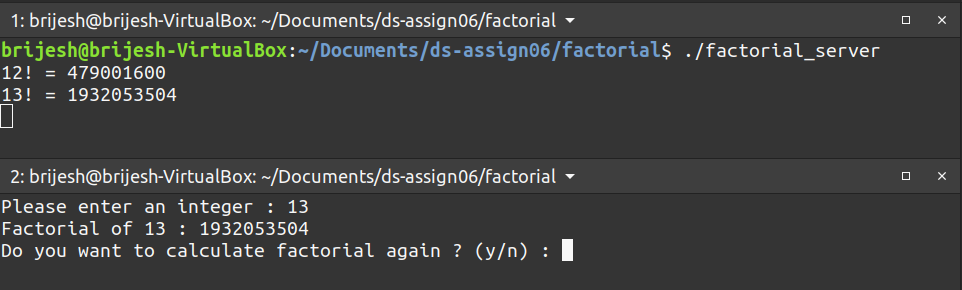 1: brijesh@brijesh-VirtualBox: ~/Documents/ds-assign06/factorial
brijesh@brijesh-VirtualBox:~/Documents/ds-assign06/factorial$ ./factorial_server
12! = 479001600
13! = 1932053504
2: brijesh@brijesh-VirtualBox: ~/Documents/ds-assign06/factorial
Please enter an integer : 13
Factorial of 13 : 1932053504
Do you want to calculate factorial again ? (y/n) :